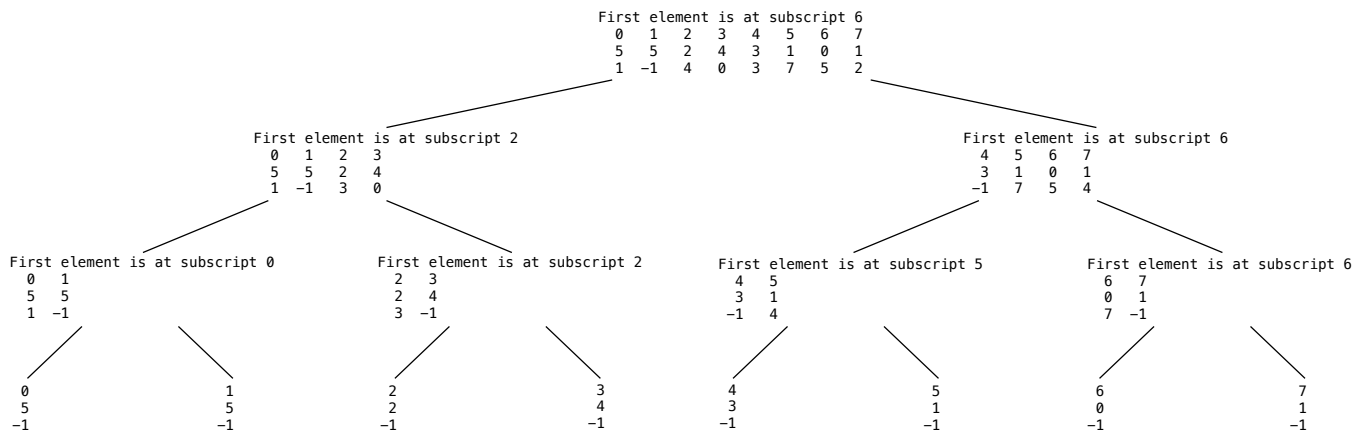 First element is at subscript 6
0 1 2 3 4 5 6 7
5 5 2 4 3 1 0 1
1 −1 4 0 3 7 5 2
First element is at subscript 2
0 1 2 3
5 5 2 4
1 −1 3 0
First element is at subscript 6
4 5 6 7
3 1 0 1
−1 7 5 4
First element is at subscript 0
0 1
5 5
1 −1
First element is at subscript 2
2 3
2 4
3 −1
First element is at subscript 5
4 5
3 1
−1 4
First element is at subscript 6
6 7
0 1
7 −1
0
5
−1
1
5
−1
2
2
−1
3
4
−1
4
3
−1
5
1
−1
6
0
−1
7
1
−1